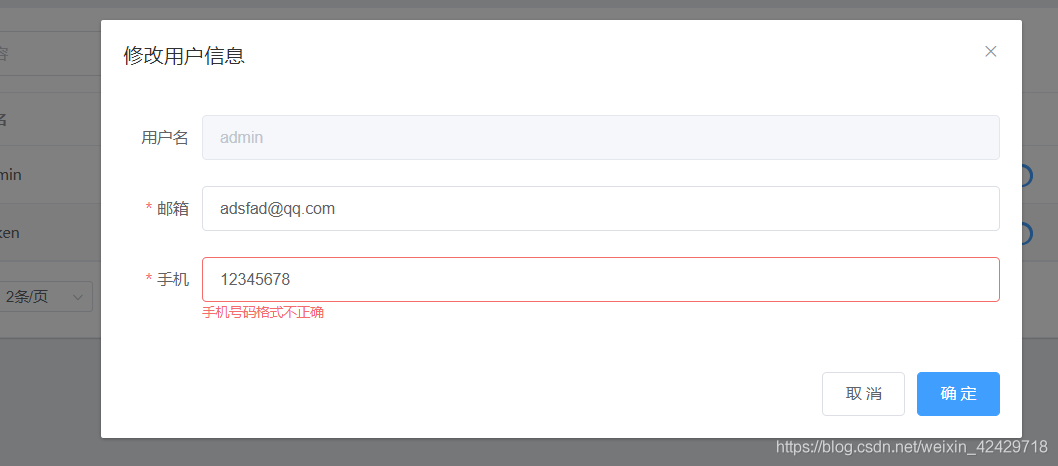 修改用户信息
容
用户名 admin
名
min
* 邮箱 adsfad@qq.com
ken
* 手机 12345678
2条/页
手机号码格式不正确
取消 确定
https://blog.csdn.net/weixin_42429718